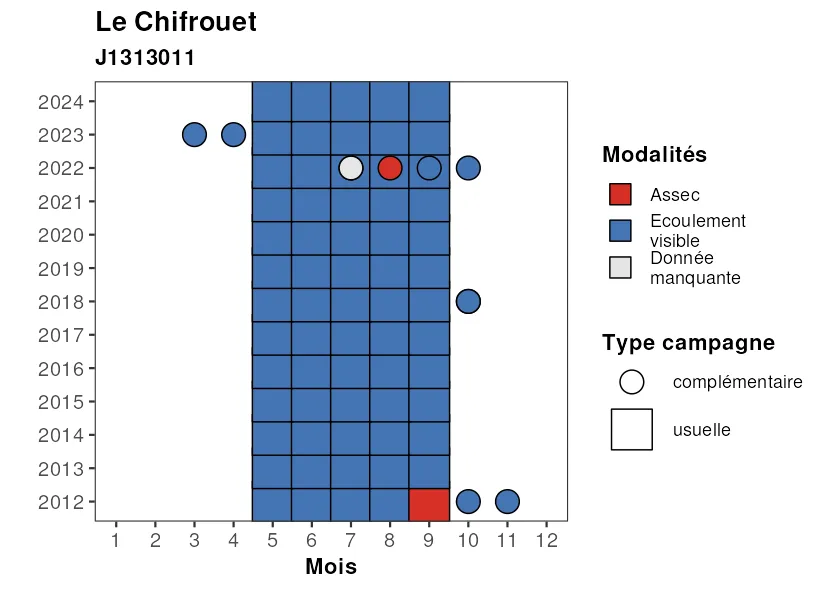 Le Chifrouet
J1313011
2024
2023
2022
2021
2020
2019
2018
2017
2016
2015
2014
2013
2012
1 2 3 4 5 6 7 8 9 10 11 12
Mois
Modalités
Assec
Ecoulement
visible
Donnée
manquante
Type campagne
complémentaire
usuelle